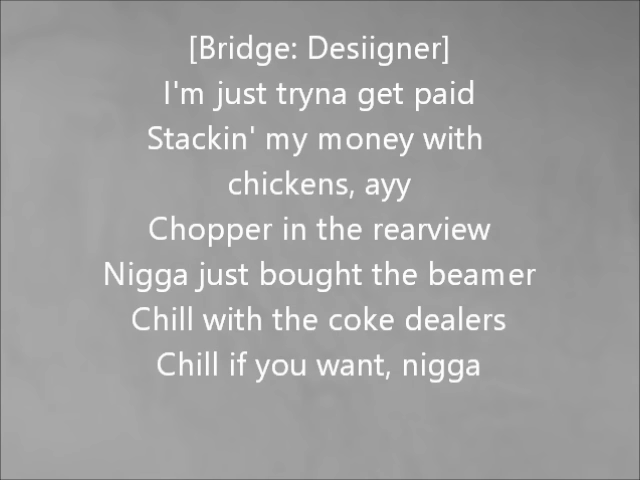 [Bridge: Desiigner]
I'm just tryna get paid
Stackin' my money with
chickens, ayy
Chopper in the rearview
Nigga just bought the beamer
Chill with the coke dealers
Chill if you want, nigga